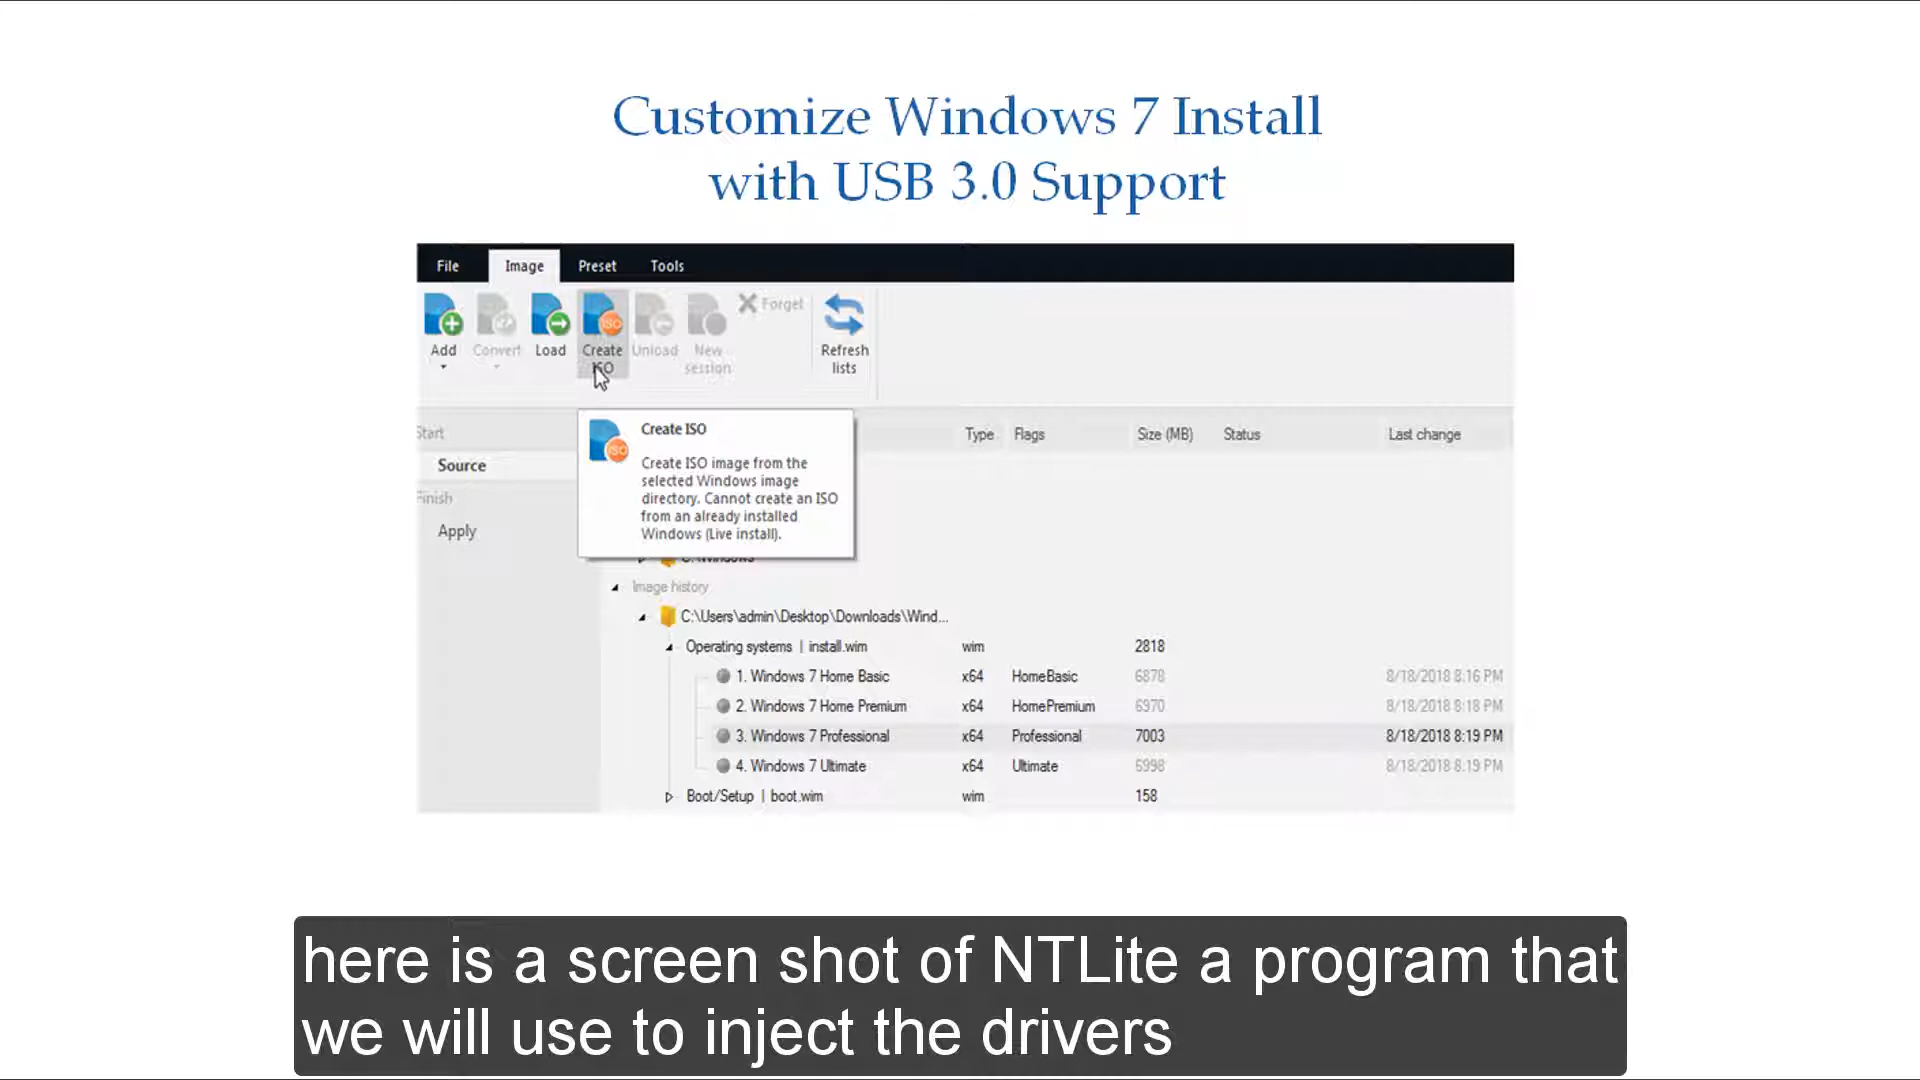 Customize Windows 7 Install
with USB 3.0 Support
File Image Preset Tools
Add Convert Load Create ISO Unload New session Forget Refresh lists
Start
Source
Finish
Apply
Create ISO
Create ISO image from the
selected Windows image
directory. Cannot create an ISO
from an already installed
Windows (Live install).
Type Flags Size (MB) Status Last change
Image history
C:\Users\admin\Desktop\Downloads\Wind...
Operating systems | install.wim wim 2818
1. Windows 7 Home Basic x64 HomeBasic 6878 8/18/2018 8:16 PM
2. Windows 7 Home Premium x64 HomePremium 6970 8/18/2018 8:18 PM
3. Windows 7 Professional x64 Professional 7003 8/18/2018 8:19 PM
4. Windows 7 Ultimate x64 Ultimate 6998 8/18/2018 8:19 PM
Boot/Setup | boot.wim wim 158
here is a screen shot of NTLite a program that
we will use to inject the drivers